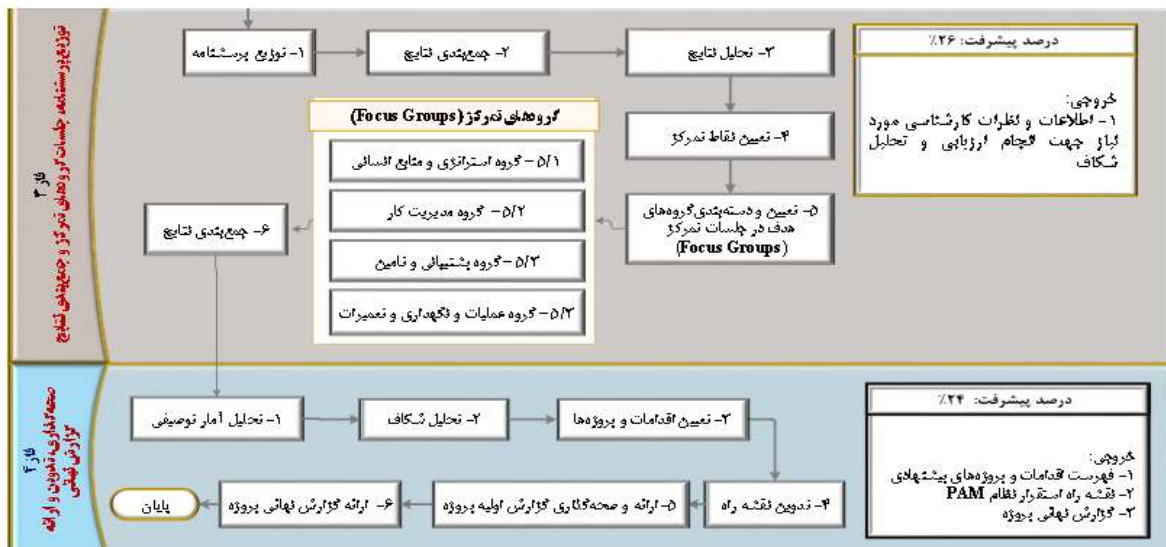 فاز ۳
توزیع پرسشنامه، جلسات گروه‌های تمرکز و جمع‌بندی نتایج
۱- توزیع پرسشنامه
۲- جمع‌بندی نتایج
۳- تحلیل نتایج
۴- تعیین نقاط تمرکز
۵- تعیین و دسته‌بندی گروه‌های
هدف در جلسات تمرکز
(Focus Groups)
گروه‌های تمرکز (Focus Groups)
۵/۱- گروه استراتژی و منابع انسانی
۵/۲- گروه مدیریت کار
۵/۳- گروه پشتیبانی و تامین
۵/۳- گروه عملیات و نگهداری و تعمیرات
۶- جمع‌بندی نتایج
درصد پیشرفت: ۲۶٪
خروجی:
۱- اطلاعات و نظرات کارشناسی مورد
نیاز جهت انجام ارزیابی و تحلیل
شکاف
فاز ۴
صحه‌گذاری، تدوین و ارائه
گزارش نهائی
۱- تحلیل آمار توصیفی
۲- تحلیل شکاف
۳- تعیین اقدامات و پروژه‌ها
۴- تدوین نقشه راه
۵- ارائه و صحه‌گذاری گزارش اولیه پروژه
۶- ارائه گزارش نهائی پروژه
پایان
درصد پیشرفت: ۲۴٪
خروجی:
۱- فهرست اقدامات و پروژه‌های پیشنهادی
۲- نقشه راه استقرار نظام PAM
۳- گزارش نهائی پروژه